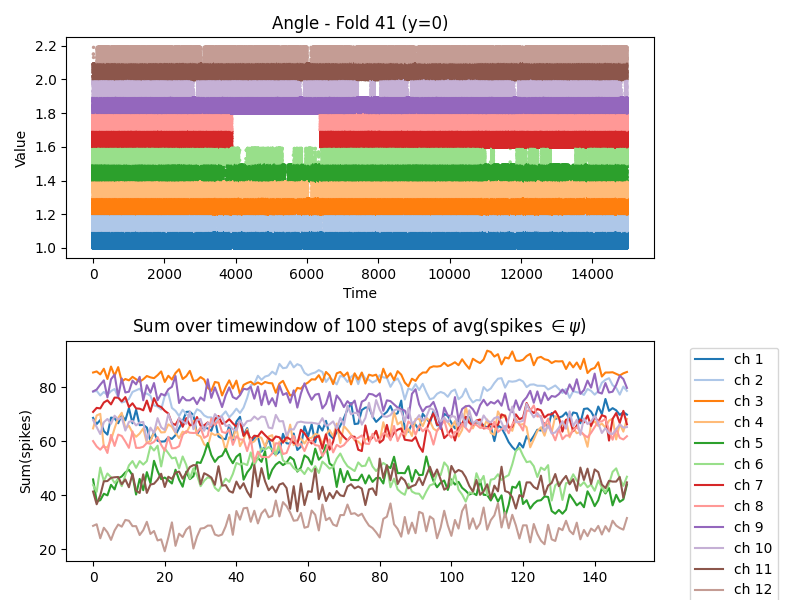 Angle - Fold 41 (y=0)
2.2
2.0
1.8
1.6
1.4
1.2
1.0
Value
0 2000 4000 6000 8000 10000 12000 14000
Time
Sum over timewindow of 100 steps of avg(spikes ∈ψ)
80
60
40
20
Sum(spikes)
0 20 40 60 80 100 120 140
ch 1
ch 2
ch 3
ch 4
ch 5
ch 6
ch 7
ch 8
ch 9
ch 10
ch 11
ch 12